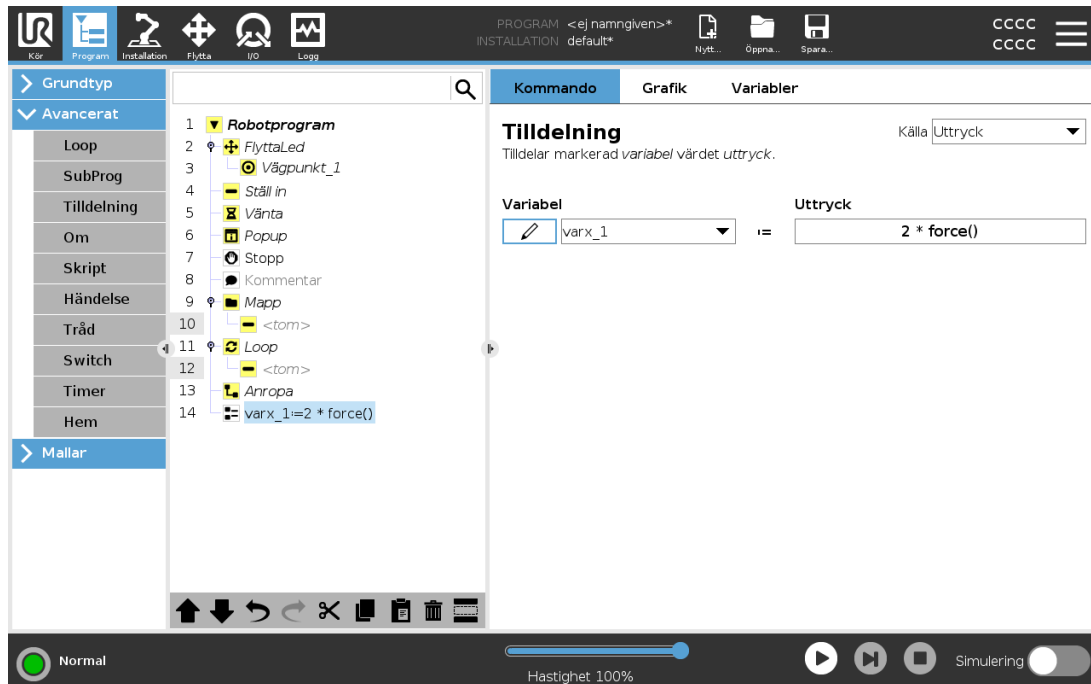 PROGRAM <ej namngiven>*
INSTALLATION default*
CCCC
CCCC
Kör Program Installation Flytta I/O Logg Nytt... Öppna... Spara...
Grundtyp
Avancerat
Loop
SubProg
Tilldelning
Om
Skript
Händelse
Tråd
Switch
Timer
Hem
Mallar
1 Robotprogram
2 FlyttaLed
3 Vägpunkt_1
4 Ställ in
5 Vänta
6 Popup
7 Stopp
8 Kommentar
9 Mapp
10 <tom>
11 Loop
12 <tom>
13 Anropa
14 varx_1≔2 * force()
Kommando Grafik Variabler
Tilldelning
Tilldelar markerad variabel värdet uttryck.
Källa Uttryck
Variabel Uttryck
varx_1 ≔ 2 * force()
Normal
Hastighet 100%
Simulering